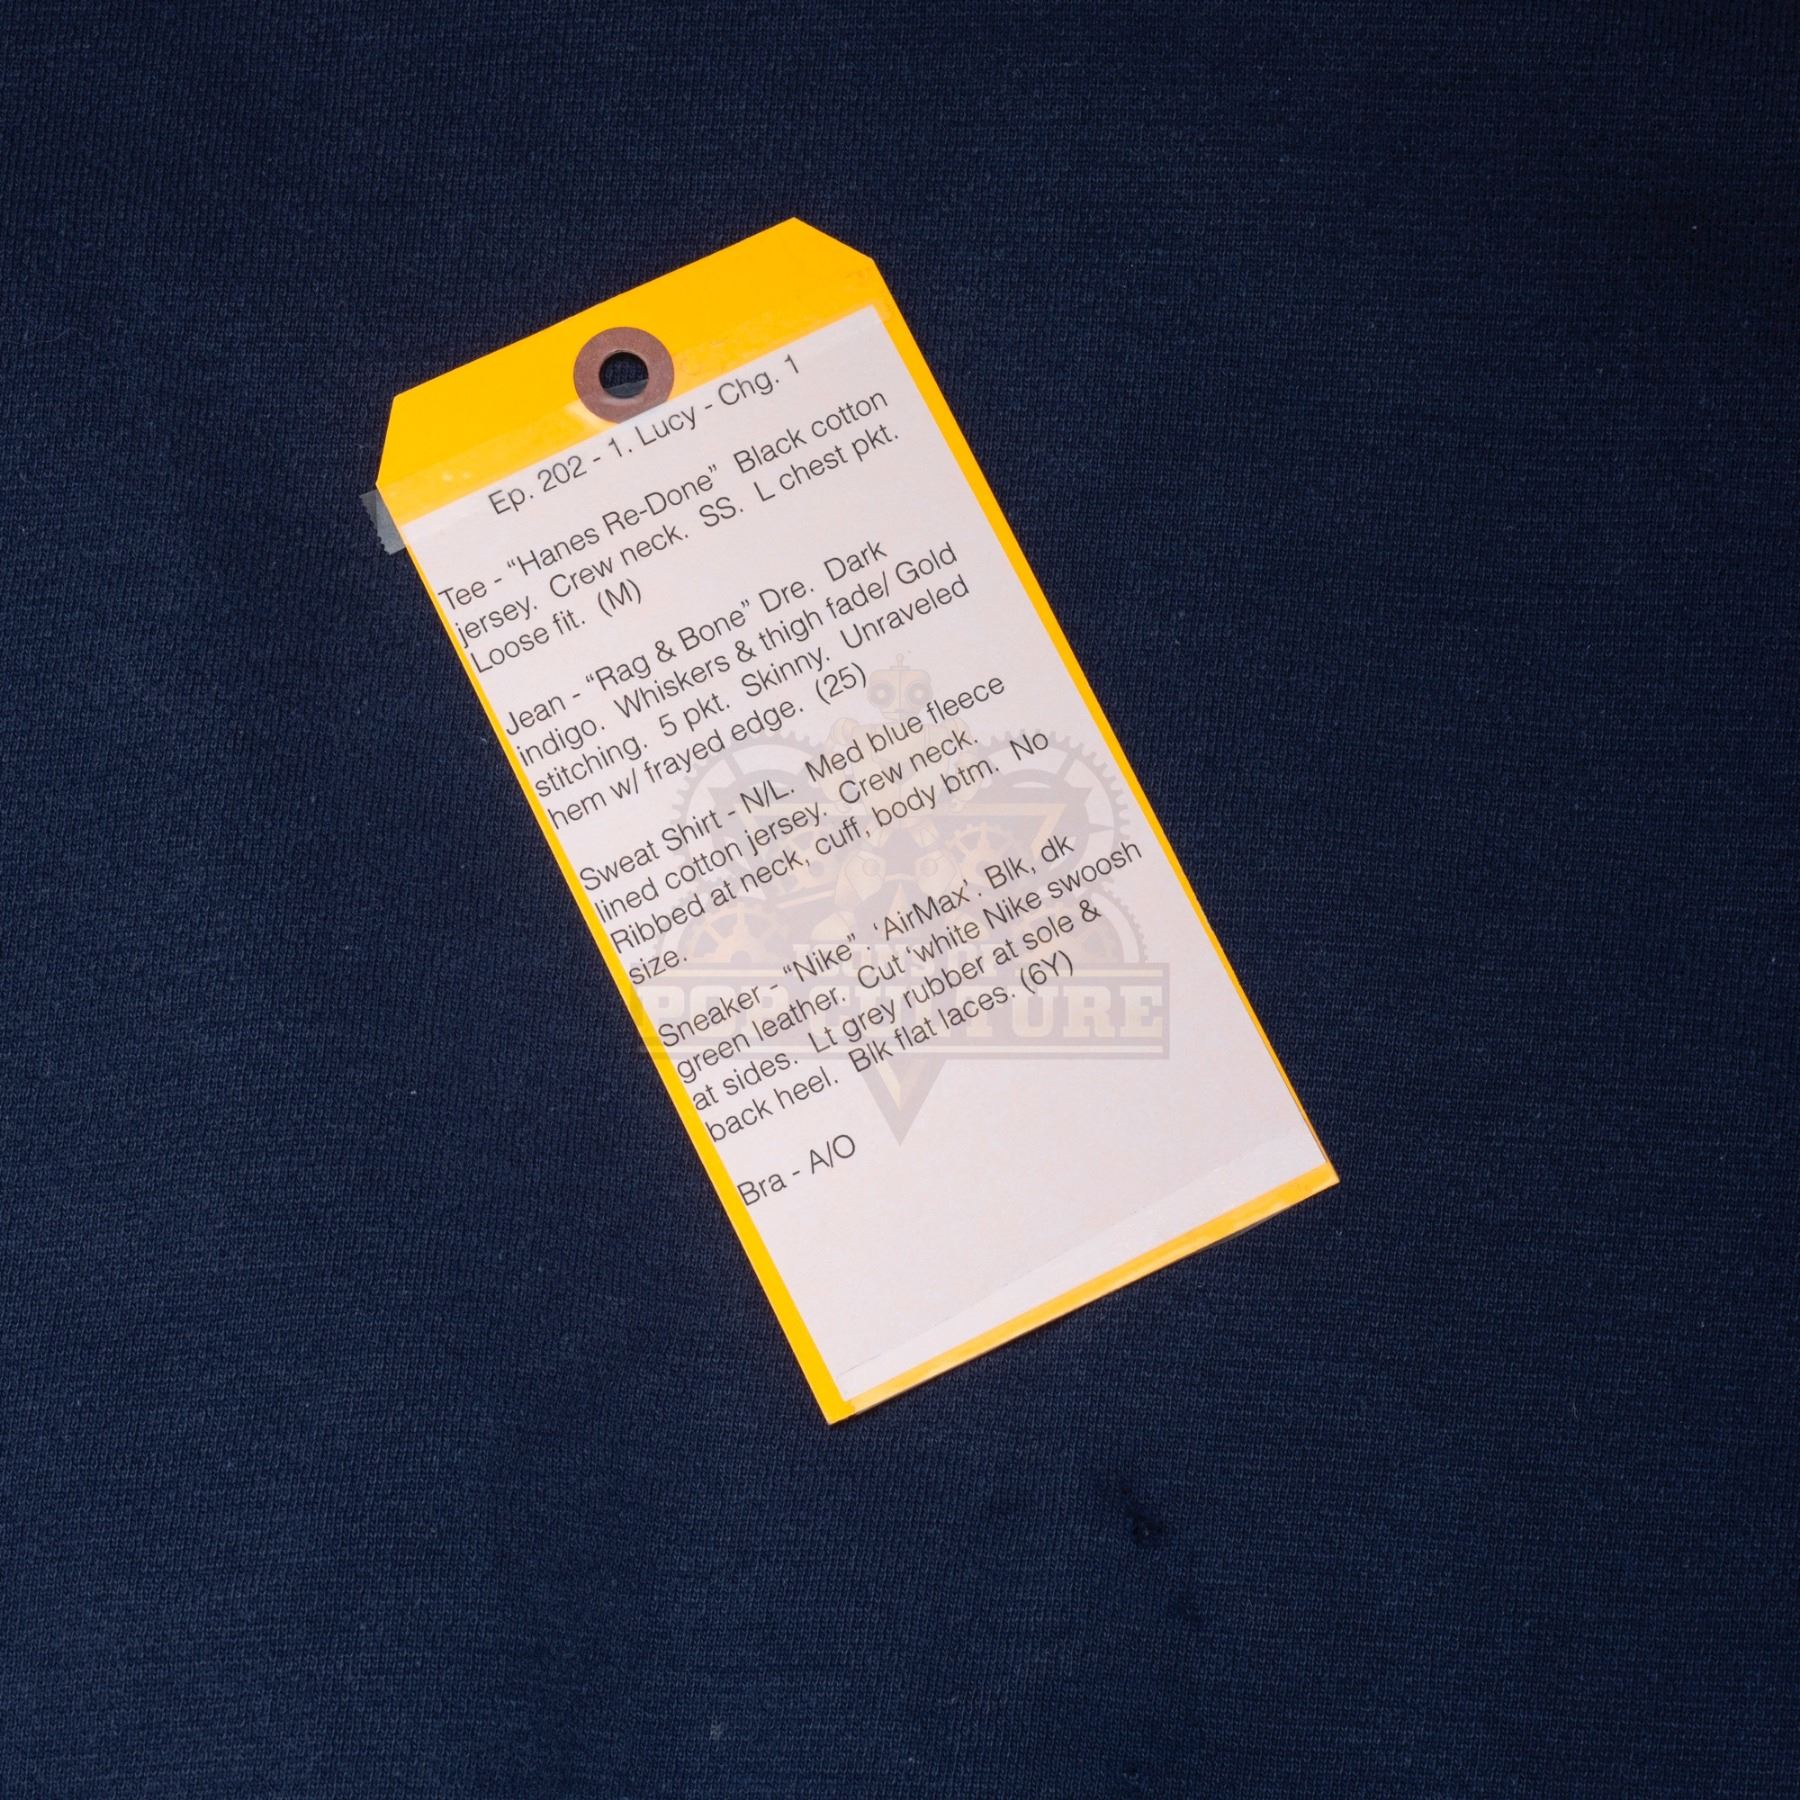 Ep. 202 - 1. Lucy - Chg. 1
Tee - “Hanes Re-Done” Black cotton
jersey. Crew neck. SS. L chest pkt.
Loose fit. (M)
Jean - “Rag & Bone” Dre. Dark
indigo. Whiskers & thigh fade/ Gold
stitching. 5 pkt. Skinny. Unraveled
hem w/ frayed edge. (25)
Sweat Shirt - N/L. Med blue fleece
lined cotton jersey. Crew neck.
Ribbed at neck, cuff, body btm. No
size.
Sneaker - “Nike” ‘AirMax’. Blk, dk
green leather. Cut ‘white Nike swoosh
at sides. Lt grey rubber at sole &
back heel. Blk flat laces. (6Y)
Bra - A/O
ICONS OF
POP CULTURE